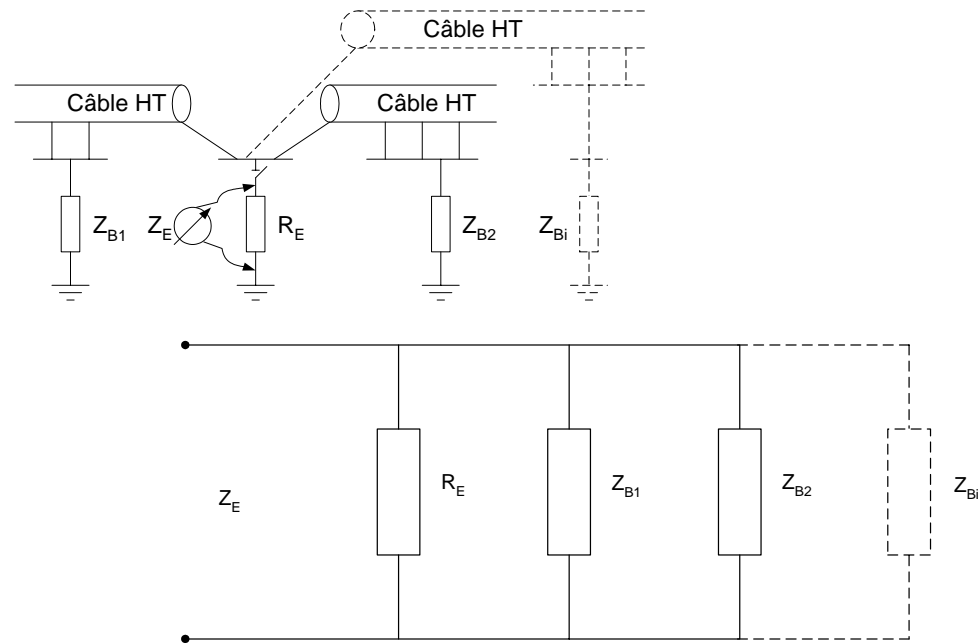 Câble HT
Câble HT
Câble HT
Z_B1
Z_E
R_E
Z_B2
Z_Bi
Z_E
R_E
Z_B1
Z_B2
Z_Bi